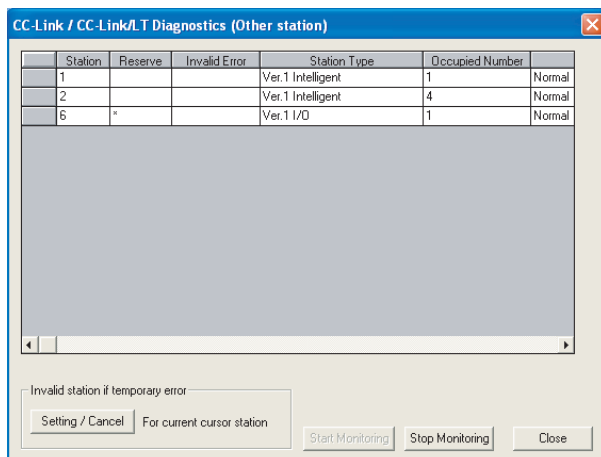 CC-Link / CC-Link/LT Diagnostics (Other station)
Station Reserve Invalid Error Station Type Occupied Number
1 Ver.1 Intelligent 1 Normal
2 Ver.1 Intelligent 4 Normal
6 * Ver.1 I/O 1 Normal
Invalid station if temporary error
Setting / Cancel For current cursor station
Start Monitoring Stop Monitoring Close